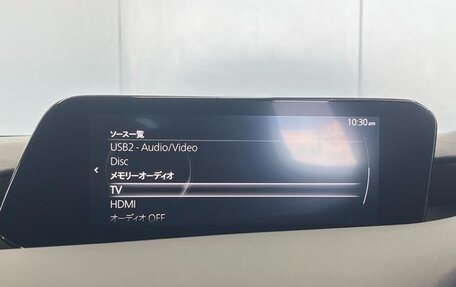 10:30am
ソース一覧
USB2 - Audio/Video
Disc
メモリーオーディオ
TV
HDMI
オーディオ OFF